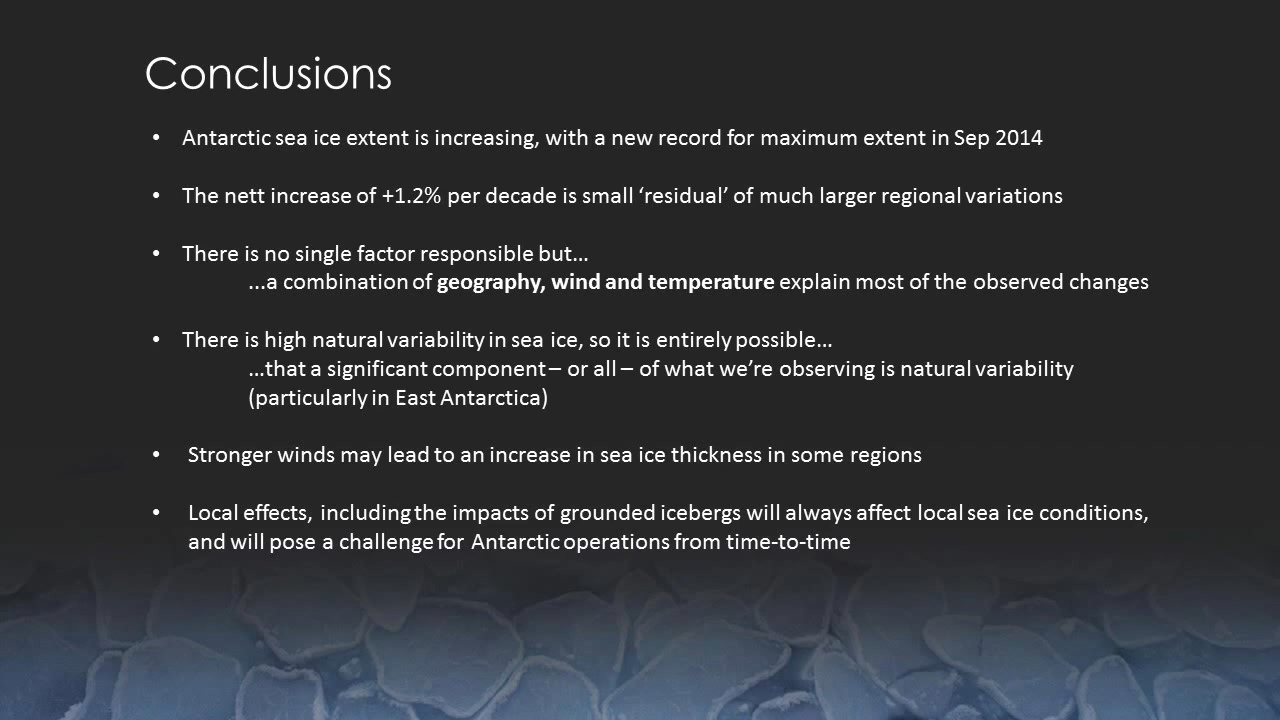 Conclusions
• Antarctic sea ice extent is increasing, with a new record for maximum extent in Sep 2014
• The nett increase of +1.2% per decade is small ‘residual’ of much larger regional variations
• There is no single factor responsible but...
...a combination of geography, wind and temperature explain most of the observed changes
• There is high natural variability in sea ice, so it is entirely possible...
...that a significant component – or all – of what we’re observing is natural variability
(particularly in East Antarctica)
• Stronger winds may lead to an increase in sea ice thickness in some regions
• Local effects, including the impacts of grounded icebergs will always affect local sea ice conditions,
and will pose a challenge for Antarctic operations from time-to-time